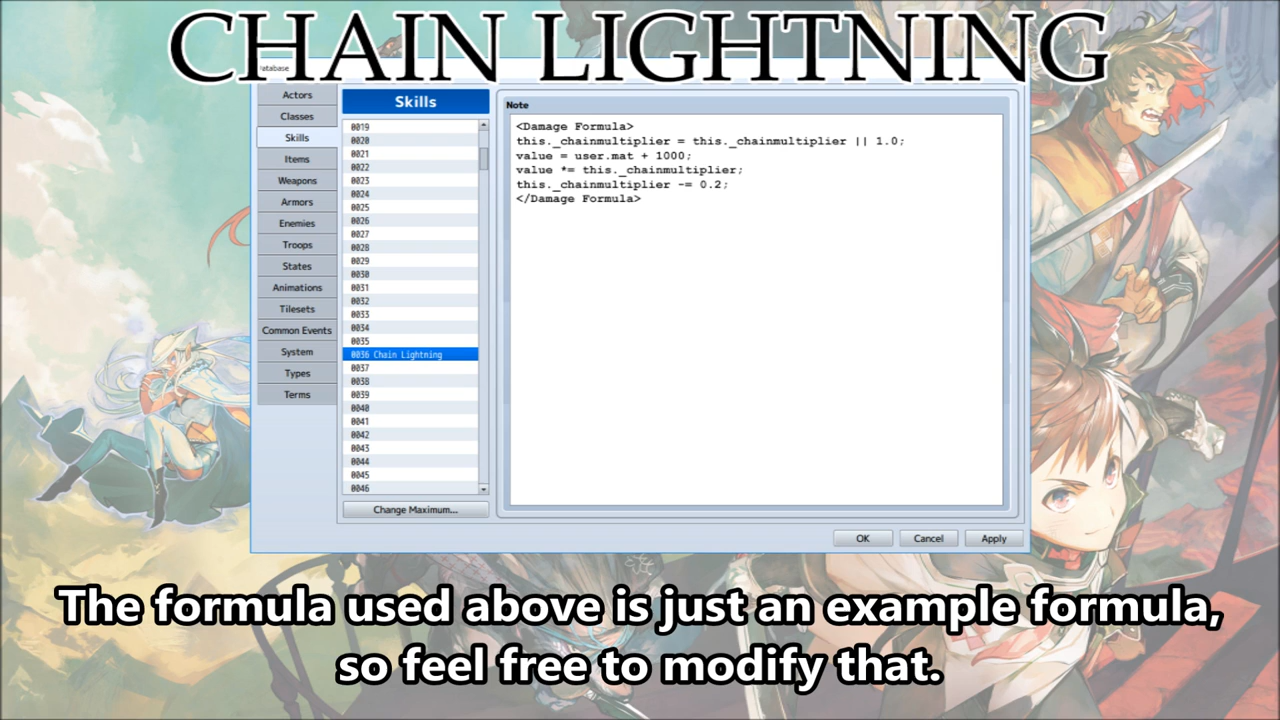 CHAIN LIGHTNING
Database
Actors
Classes
Skills
Items
Weapons
Armors
Enemies
Troops
States
Animations
Tilesets
Common Events
System
Types
Terms
Skills
0019
0020
0021
0022
0023
0024
0025
0026
0027
0028
0029
0030
0031
0032
0033
0034
0035
0036 Chain Lightning
0037
0038
0039
0040
0041
0042
0043
0044
0045
0046
Change Maximum...
Note
<Damage Formula>
this._chainmultiplier = this._chainmultiplier || 1.0;
value = user.mat + 1000;
value *= this._chainmultiplier;
this._chainmultiplier -= 0.2;
</Damage Formula>
OK
Cancel
Apply
The formula used above is just an example formula,
so feel free to modify that.